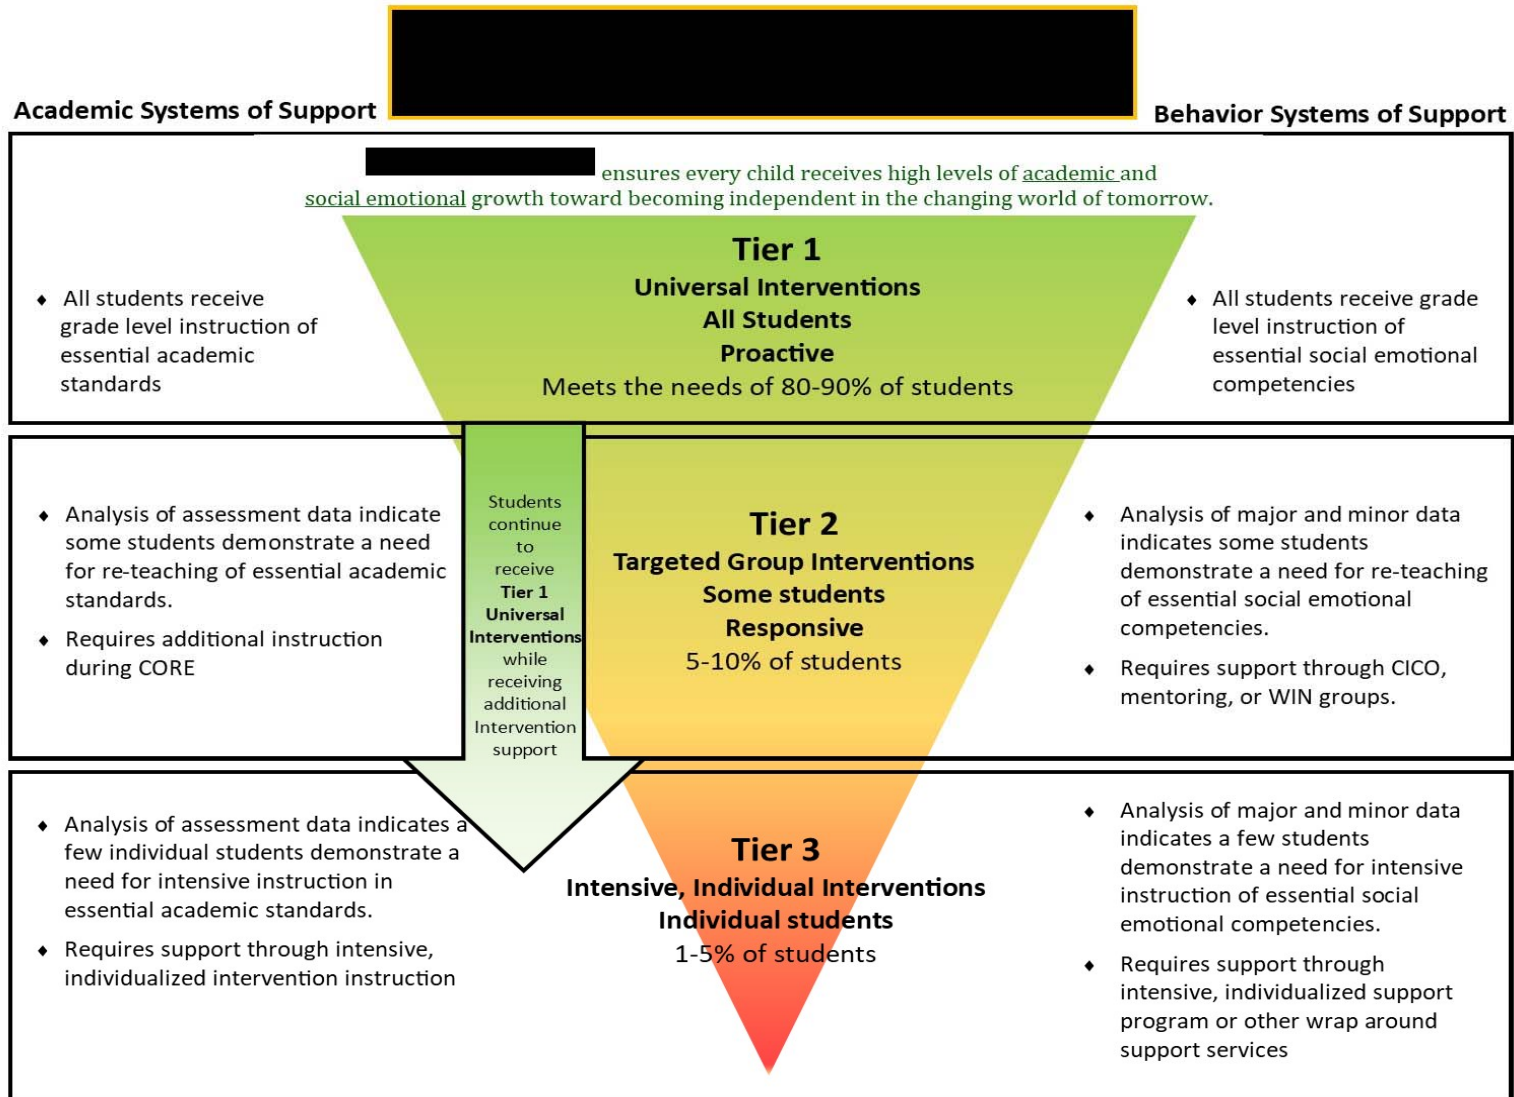 Academic Systems of Support
Behavior Systems of Support
ensures every child receives high levels of academic and
social emotional growth toward becoming independent in the changing world of tomorrow.
Tier 1
Universal Interventions
All Students
Proactive
Meets the needs of 80-90% of students
♦ All students receive
grade level instruction of
essential academic
standards
♦ All students receive grade
level instruction of
essential social emotional
competencies
♦ Analysis of assessment data indicate
some students demonstrate a need
for re-teaching of essential academic
standards.
♦ Requires additional instruction
during CORE
Students
continue
to
receive
Tier 1
Universal
Interventions
while
receiving
additional
Intervention
support
Tier 2
Targeted Group Interventions
Some students
Responsive
5-10% of students
♦ Analysis of major and minor data
indicates some students
demonstrate a need for re-teaching
of essential social emotional
competencies.
♦ Requires support through CICO,
mentoring, or WIN groups.
♦ Analysis of assessment data indicates a
few individual students demonstrate a
need for intensive instruction in
essential academic standards.
♦ Requires support through intensive,
individualized intervention instruction
Tier 3
Intensive, Individual Interventions
Individual students
1-5% of students
♦ Analysis of major and minor data
indicates a few students
demonstrate a need for intensive
instruction of essential social
emotional competencies.
♦ Requires support through
intensive, individualized support
program or other wrap around
support services